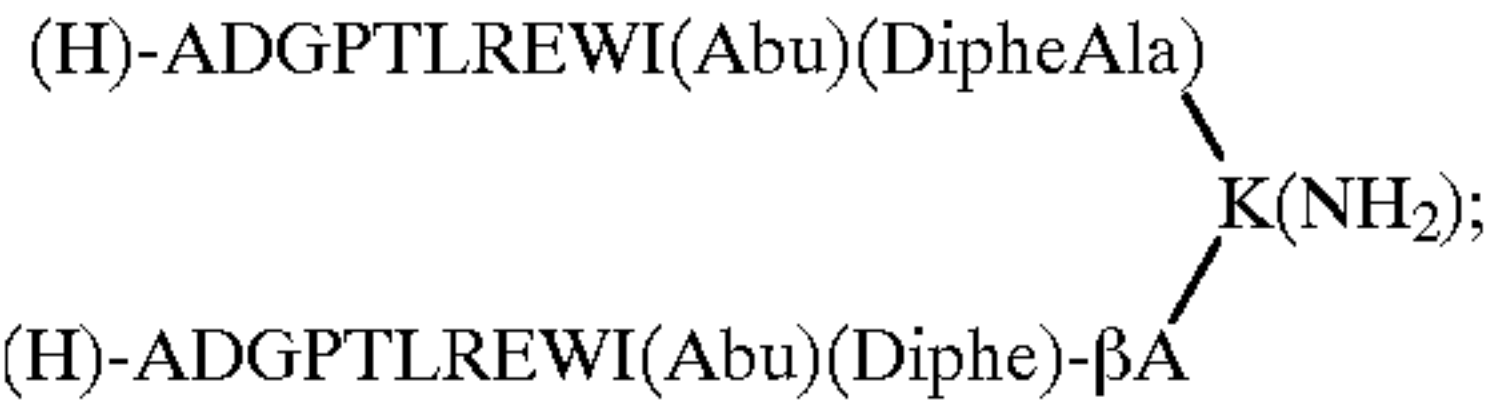 (H)-ADGPTLREWI(Abu)(DipheAla)
K(NH₂);
(H)-ADGPTLREWI(Abu)(Diphe)-βA